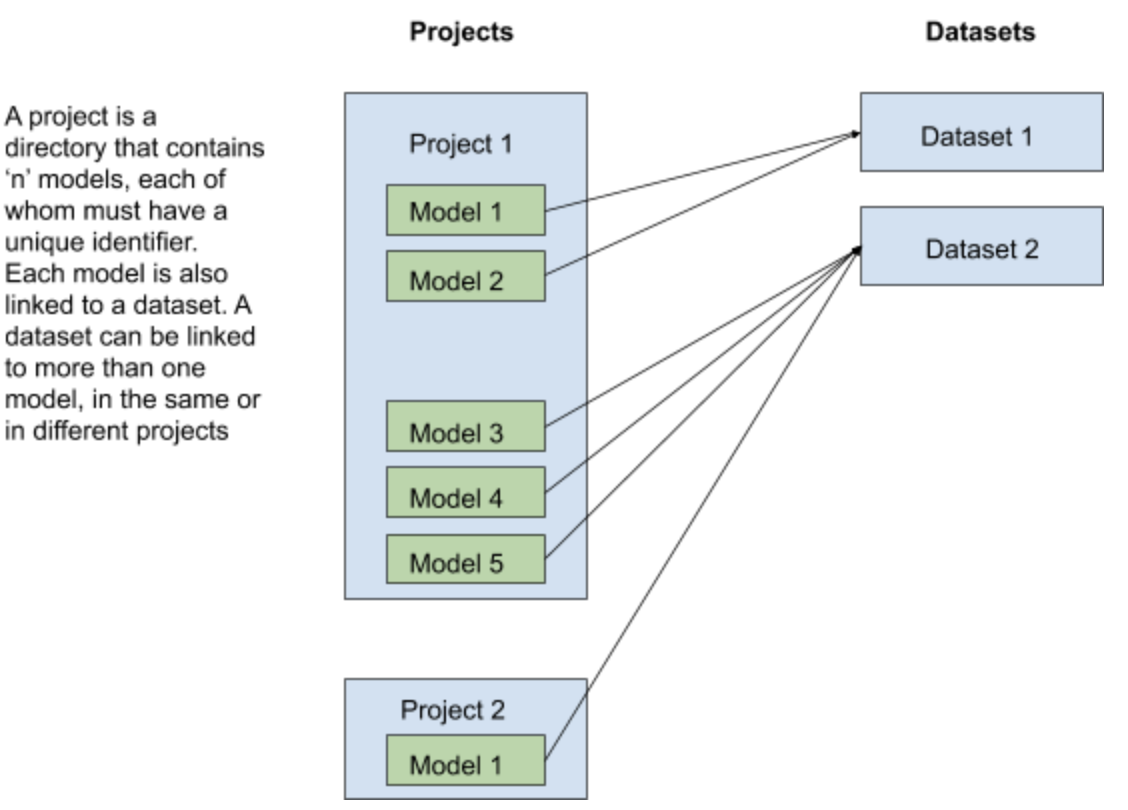 Projects
Datasets
A project is a
directory that contains
‘n’ models, each of
whom must have a
unique identifier.
Each model is also
linked to a dataset. A
dataset can be linked
to more than one
model, in the same or
in different projects
Project 1
Model 1
Model 2
Model 3
Model 4
Model 5
Project 2
Model 1
Dataset 1
Dataset 2